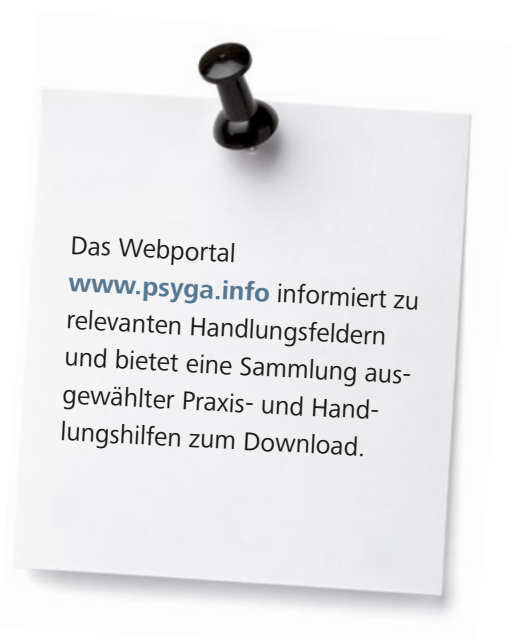 Das Webportal
www.psyga.info informiert zu
relevanten Handlungsfeldern
und bietet eine Sammlung aus-
gewählter Praxis- und Hand-
lungshilfen zum Download.